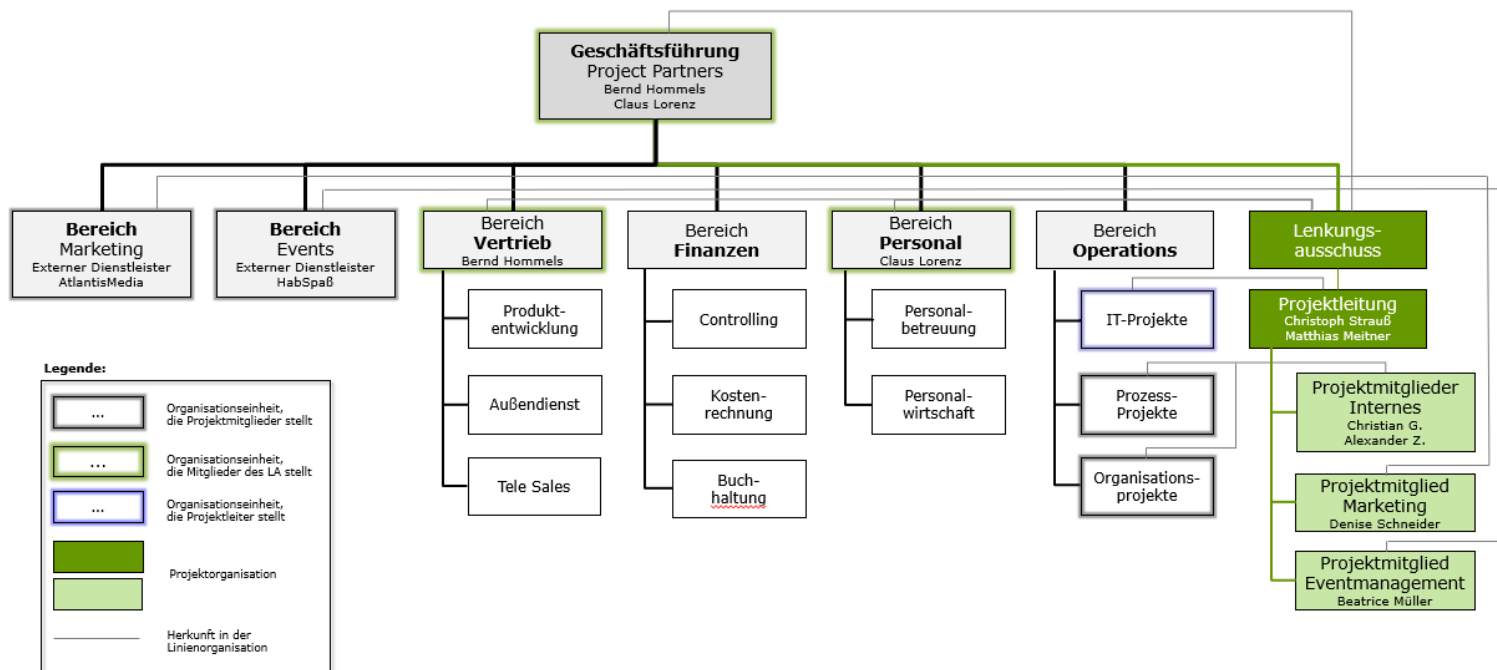 Geschäftsführung
Project Partners
Bernd Hommels
Claus Lorenz
Bereich
Marketing
Externer Dienstleister
AtlantisMedia
Bereich
Events
Externer Dienstleister
HabSpaß
Bereich
Vertrieb
Bernd Hommels
Bereich
Finanzen
Bereich
Personal
Claus Lorenz
Bereich
Operations
Lenkungs-
ausschuss
Produkt-
entwicklung
Außendienst
Tele Sales
Controlling
Kosten-
rechnung
Buch-
haltung
Personal-
betreuung
Personal-
wirtschaft
IT-Projekte
Prozess-
Projekte
Organisations-
projekte
Projektleitung
Christoph Strauß
Matthias Meitner
Projektmitglieder
Internes
Christian G.
Alexander Z.
Projektmitglied
Marketing
Denise Schneider
Projektmitglied
Eventmanagement
Beatrice Müller
Legende:
...
Organisationseinheit,
die Projektmitglieder stellt
...
Organisationseinheit,
die Mitglieder des LA stellt
...
Organisationseinheit,
die Projektleiter stellt
Projektorganisation
Herkunft in der
Linienorganisation